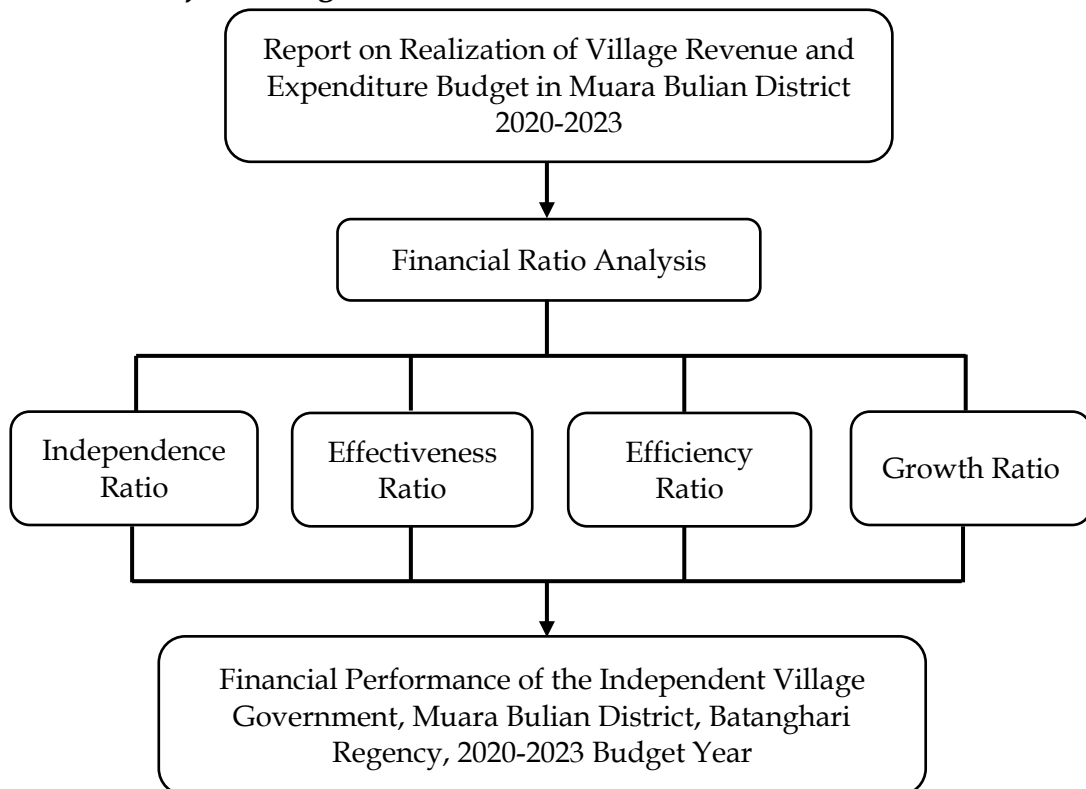 Report on Realization of Village Revenue and
Expenditure Budget in Muara Bulian District
2020-2023
Financial Ratio Analysis
Independence
Ratio
Effectiveness
Ratio
Efficiency
Ratio
Growth Ratio
Financial Performance of the Independent Village
Government, Muara Bulian District, Batanghari
Regency, 2020-2023 Budget Year